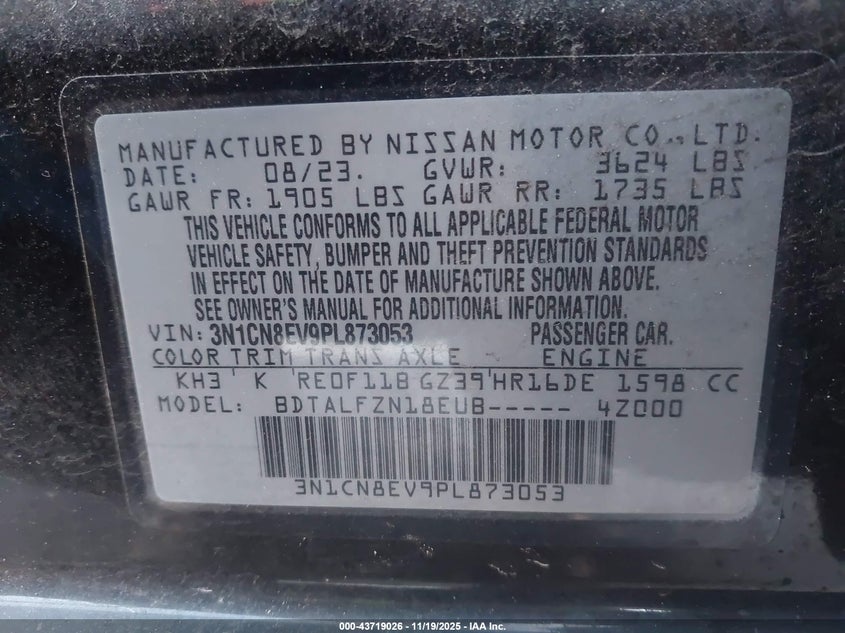 MANUFACTURED BY NISSAN MOTOR CO.,LTD.
DATE: 08/23. GVWR: 3624 LBS
GAWR FR: 1905 LBS GAWR RR: 1735 LBS
THIS VEHICLE CONFORMS TO ALL APPLICABLE FEDERAL MOTOR
VEHICLE SAFETY, BUMPER AND THEFT PREVENTION STANDARDS
IN EFFECT ON THE DATE OF MANUFACTURE SHOWN ABOVE.
SEE OWNER'S MANUAL FOR ADDITIONAL INFORMATION.
VIN: 3N1CN8EV9PL873053 PASSENGER CAR.
COLOR TRIM TRANS AXLE ENGINE
KH3 K RE0F11B GZ39 HR16DE 1598 CC
MODEL: BDTALFZN18EUB----- 4Z000
3N1CN8EV9PL873053
000-43719026 - 11/19/2025 - IAA Inc.